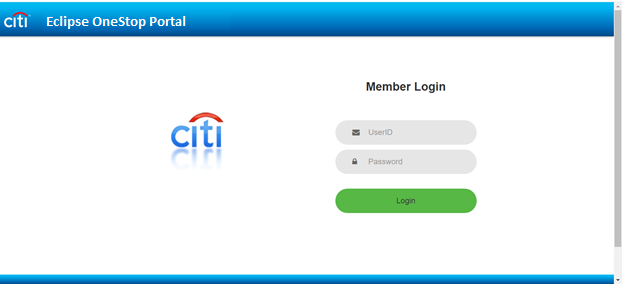 citi Eclipse OneStop Portal
Member Login
citi
UserID
Password
Login